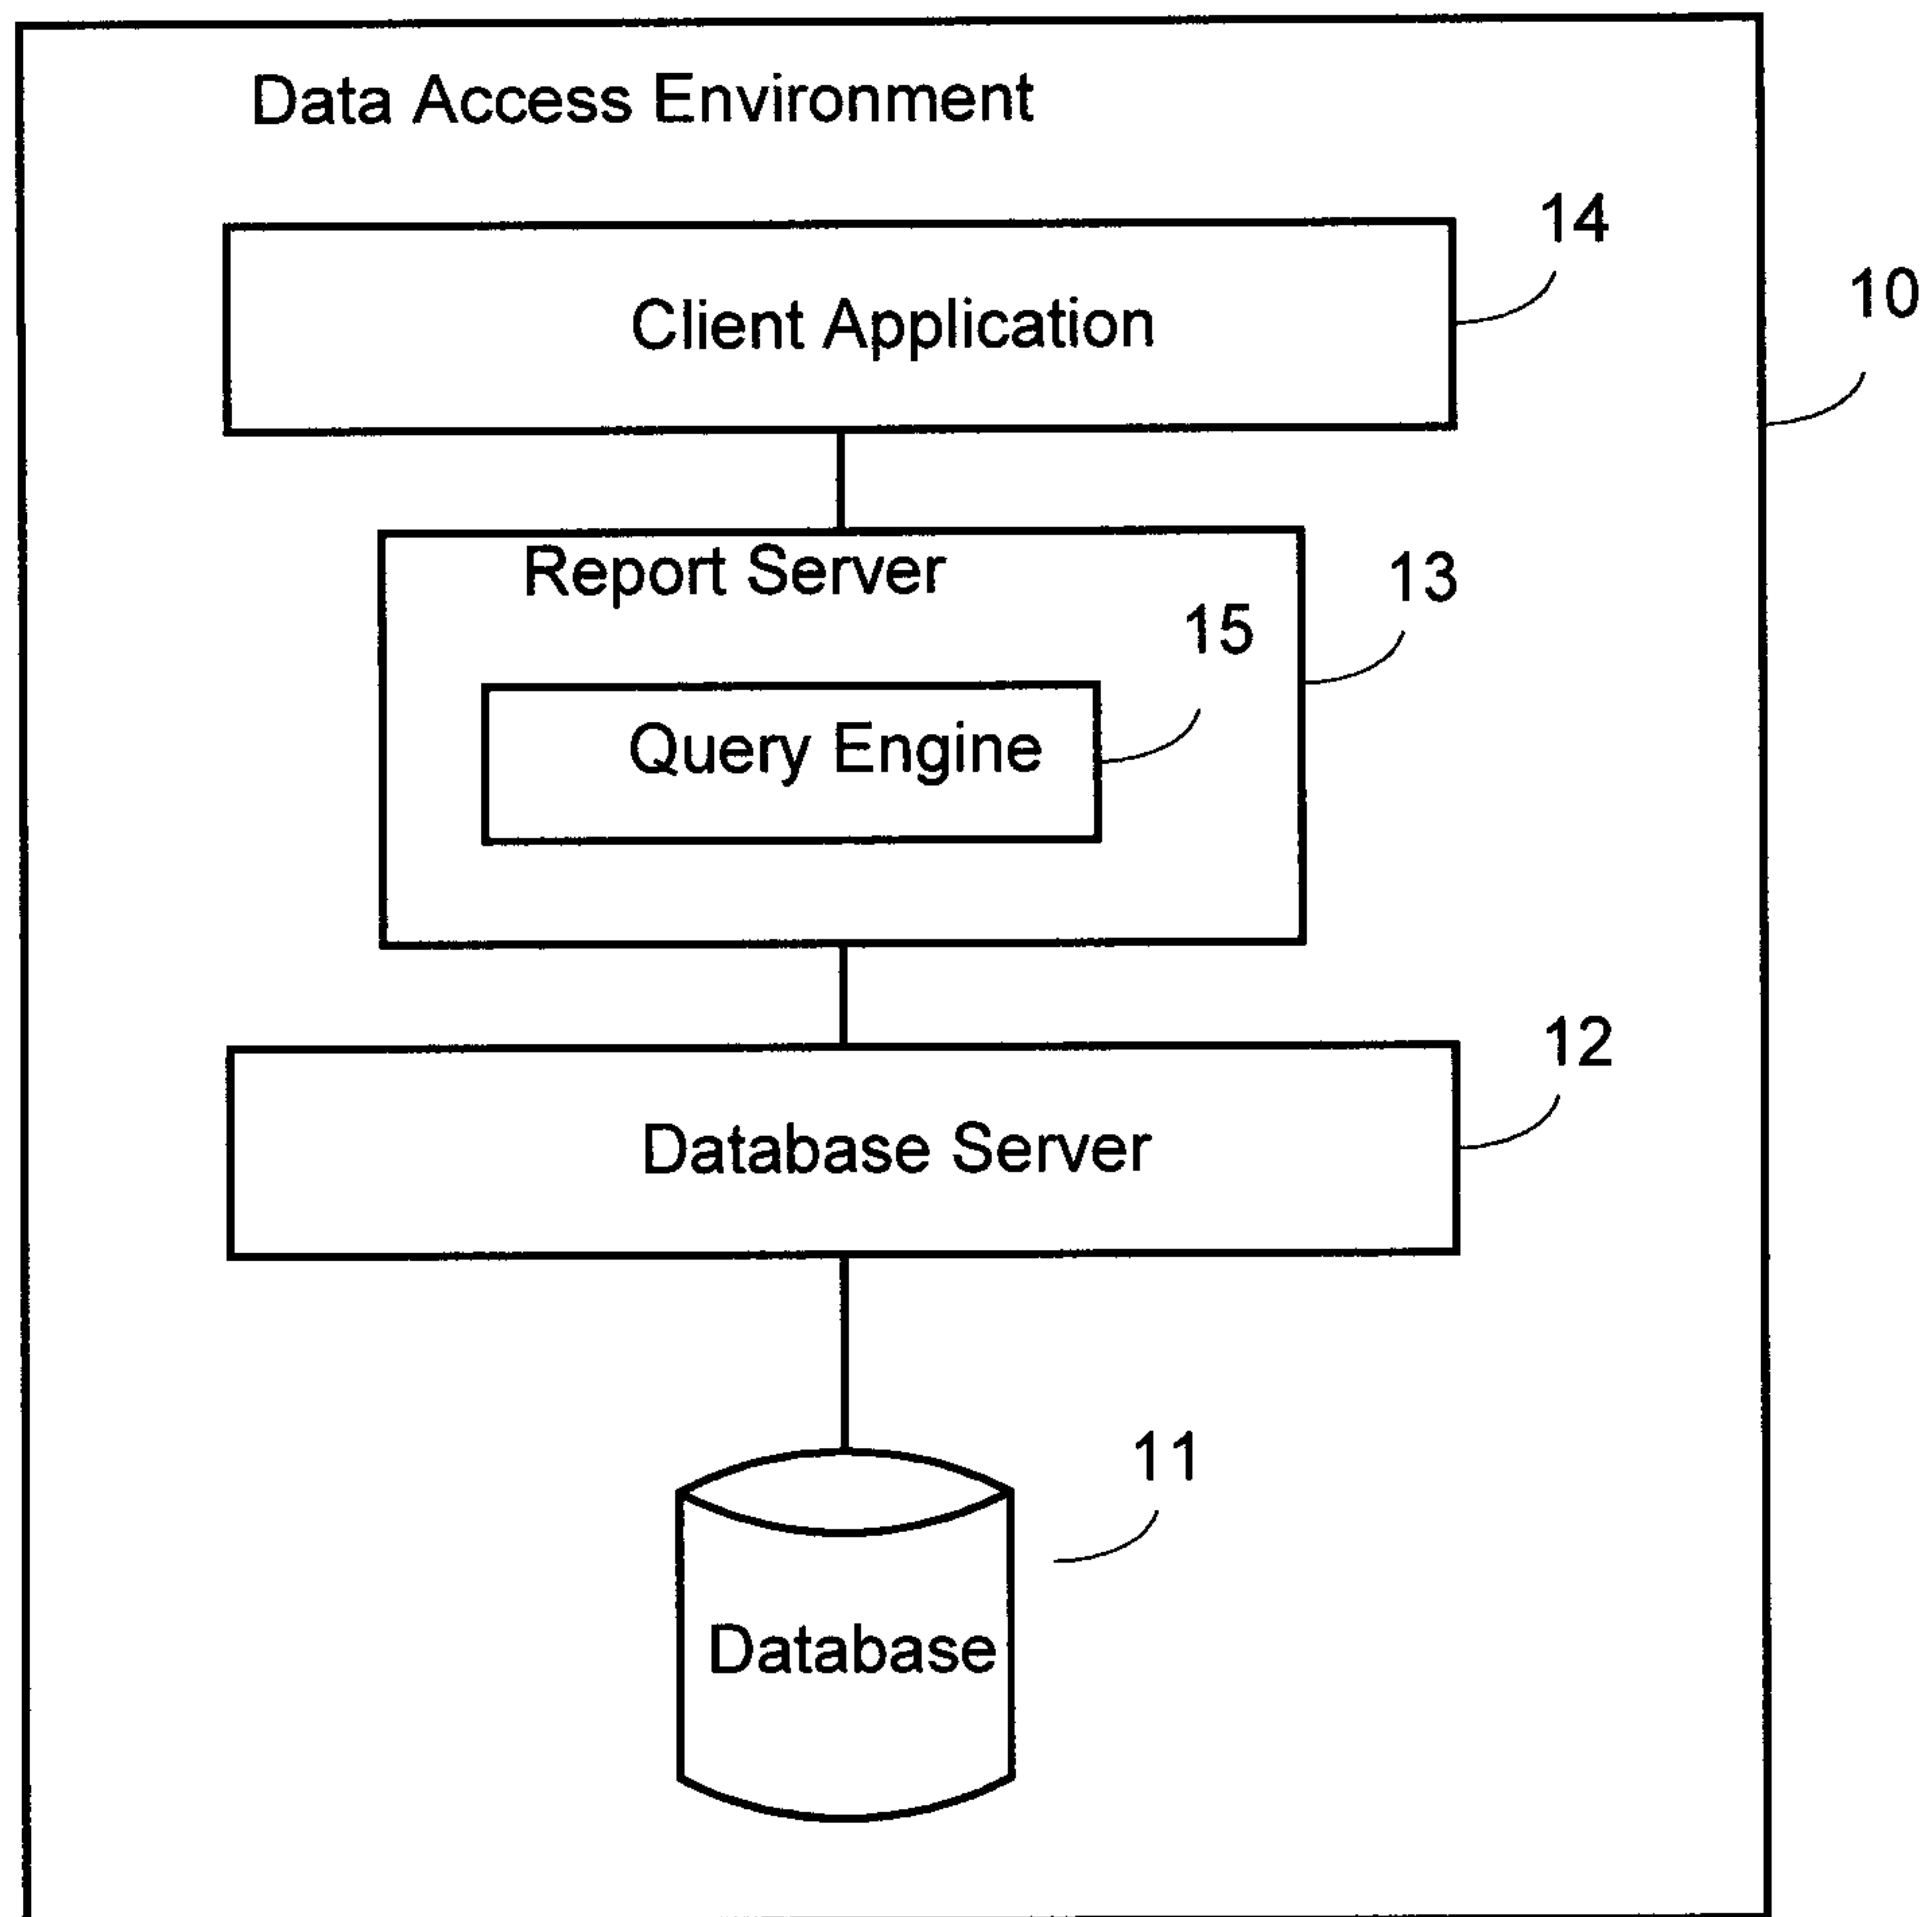 Data Access Environment
14
Client Application
10
Report Server
13
15
Query Engine
12
Database Server
11
Database